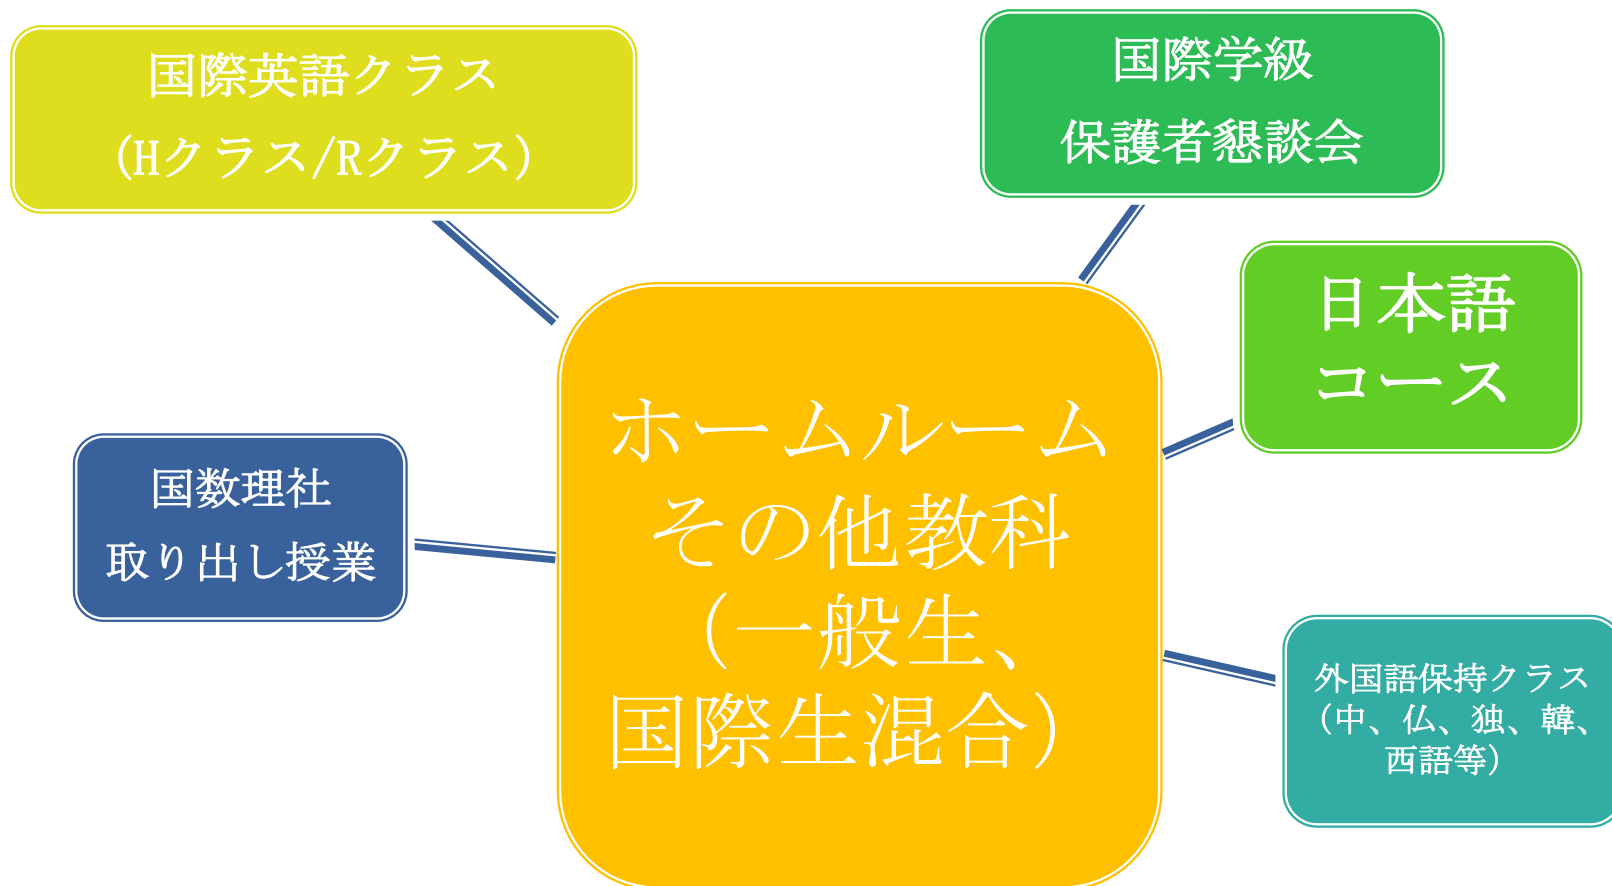 国際英語クラス
(Hクラス/Rクラス)
国際学級
保護者懇談会
日本語
コース
ホームルーム
その他教科
（一般生、
国際生混合）
国数理社
取り出し授業
外国語保持クラス
（中、仏、独、韓、
西語等）